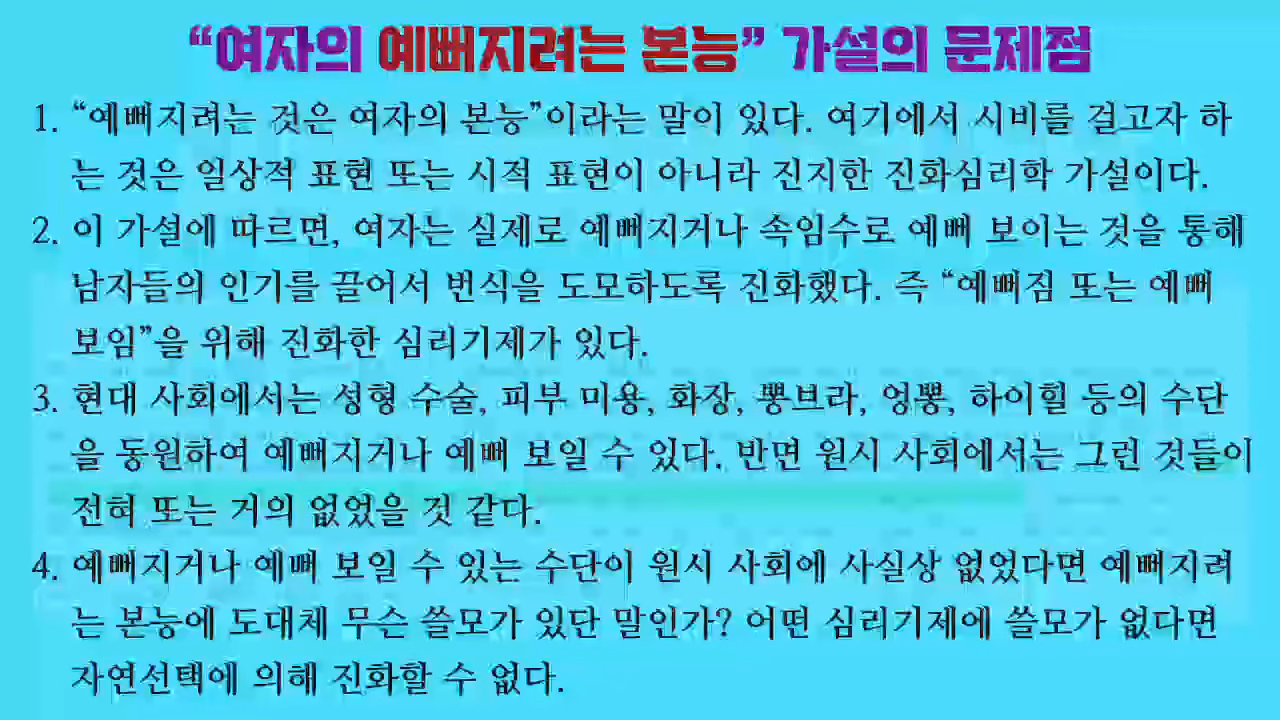 “여자의 예뻐지려는 본능” 가설의 문제점
1. “예뻐지려는 것은 여자의 본능”이라는 말이 있다. 여기에서 시비를 걸고자 하
는 것은 일상적 표현 또는 시적 표현이 아니라 진지한 진화심리학 가설이다.
2. 이 가설에 따르면, 여자는 실제로 예뻐지거나 속임수로 예뻐 보이는 것을 통해
남자들의 인기를 끌어서 번식을 도모하도록 진화했다. 즉 “예뻐짐 또는 예뻐
보임”을 위해 진화한 심리기제가 있다.
3. 현대 사회에서는 성형 수술, 피부 미용, 화장, 뽕브라, 엉뽕, 하이힐 등의 수단
을 동원하여 예뻐지거나 예뻐 보일 수 있다. 반면 원시 사회에서는 그런 것들이
전혀 또는 거의 없었을 것 같다.
4. 예뻐지거나 예뻐 보일 수 있는 수단이 원시 사회에 사실상 없었다면 예뻐지려
는 본능에 도대체 무슨 쓸모가 있단 말인가? 어떤 심리기제에 쓸모가 없다면
자연선택에 의해 진화할 수 없다.